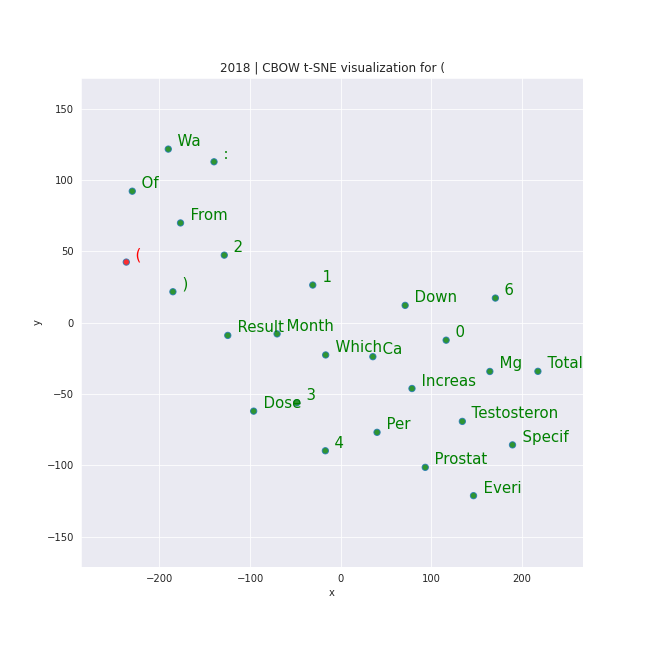 2018 | CBOW t-SNE visualization for (
150
100
50
0
−50
−100
−150
y
Wa
:
Of
From
(
2
)
1
6
Down
Result
Month
0
Which
Ca
Mg
Total
Increas
Dose
3
Testosteron
Per
4
Specif
Prostat
Everi
−200
−100
0
100
200
x